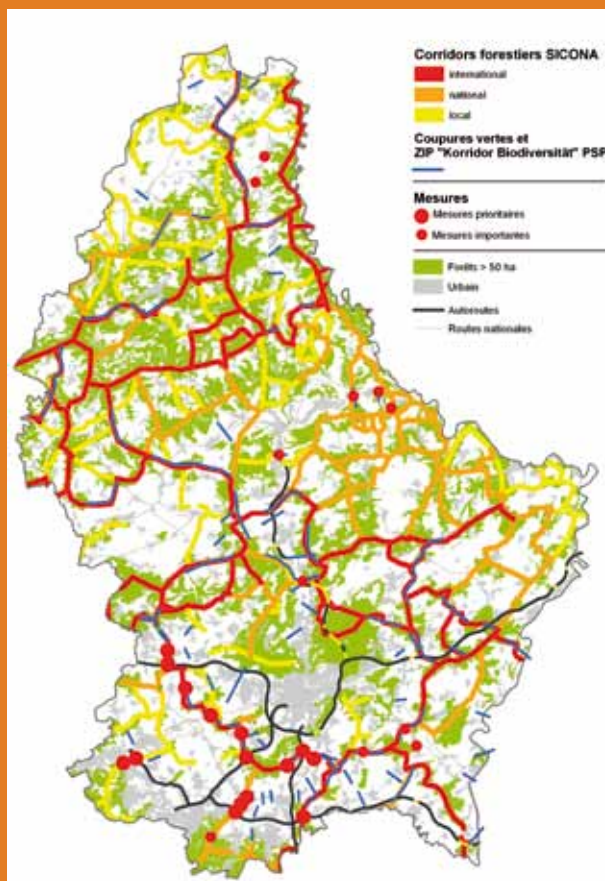 Corridors forestiers SICONA
international
national
local
Coupures vertes et
ZIP "Korridor Biodiversität" PSP
Mesures
Mesures prioritaires
Mesures importantes
Forêts > 50 ha
Urbain
Autoroutes
Routes nationales